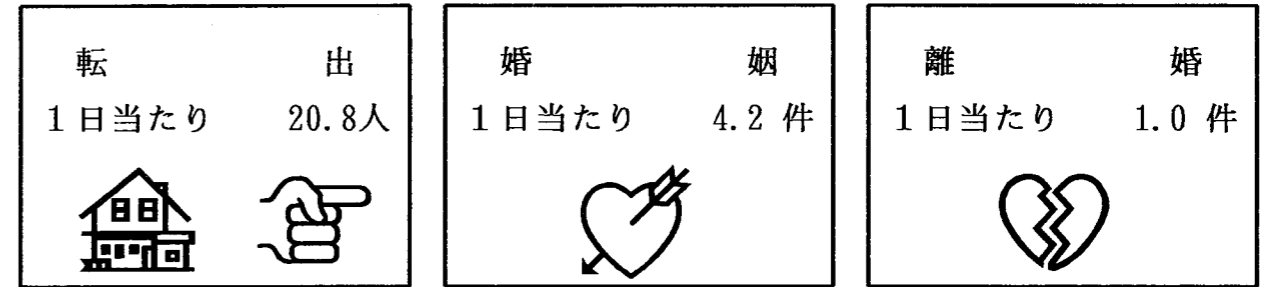 転出
1日当たり 20.8人
婚姻
1日当たり 4.2 件
離婚
1日当たり 1.0 件